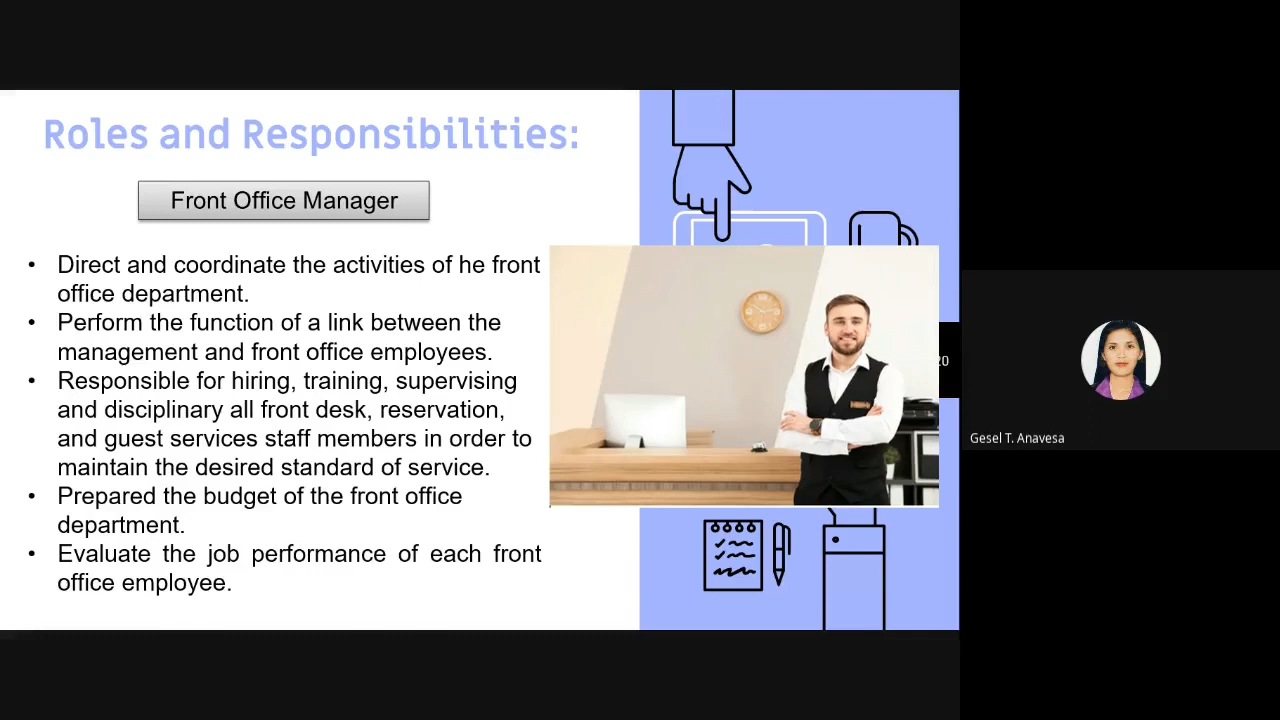 Roles and Responsibilities:
Front Office Manager
• Direct and coordinate the activities of he front
office department.
• Perform the function of a link between the
management and front office employees.
• Responsible for hiring, training, supervising
and disciplinary all front desk, reservation,
and guest services staff members in order to
maintain the desired standard of service.
• Prepared the budget of the front office
department.
• Evaluate the job performance of each front
office employee.
20
Gesel T. Anavesa